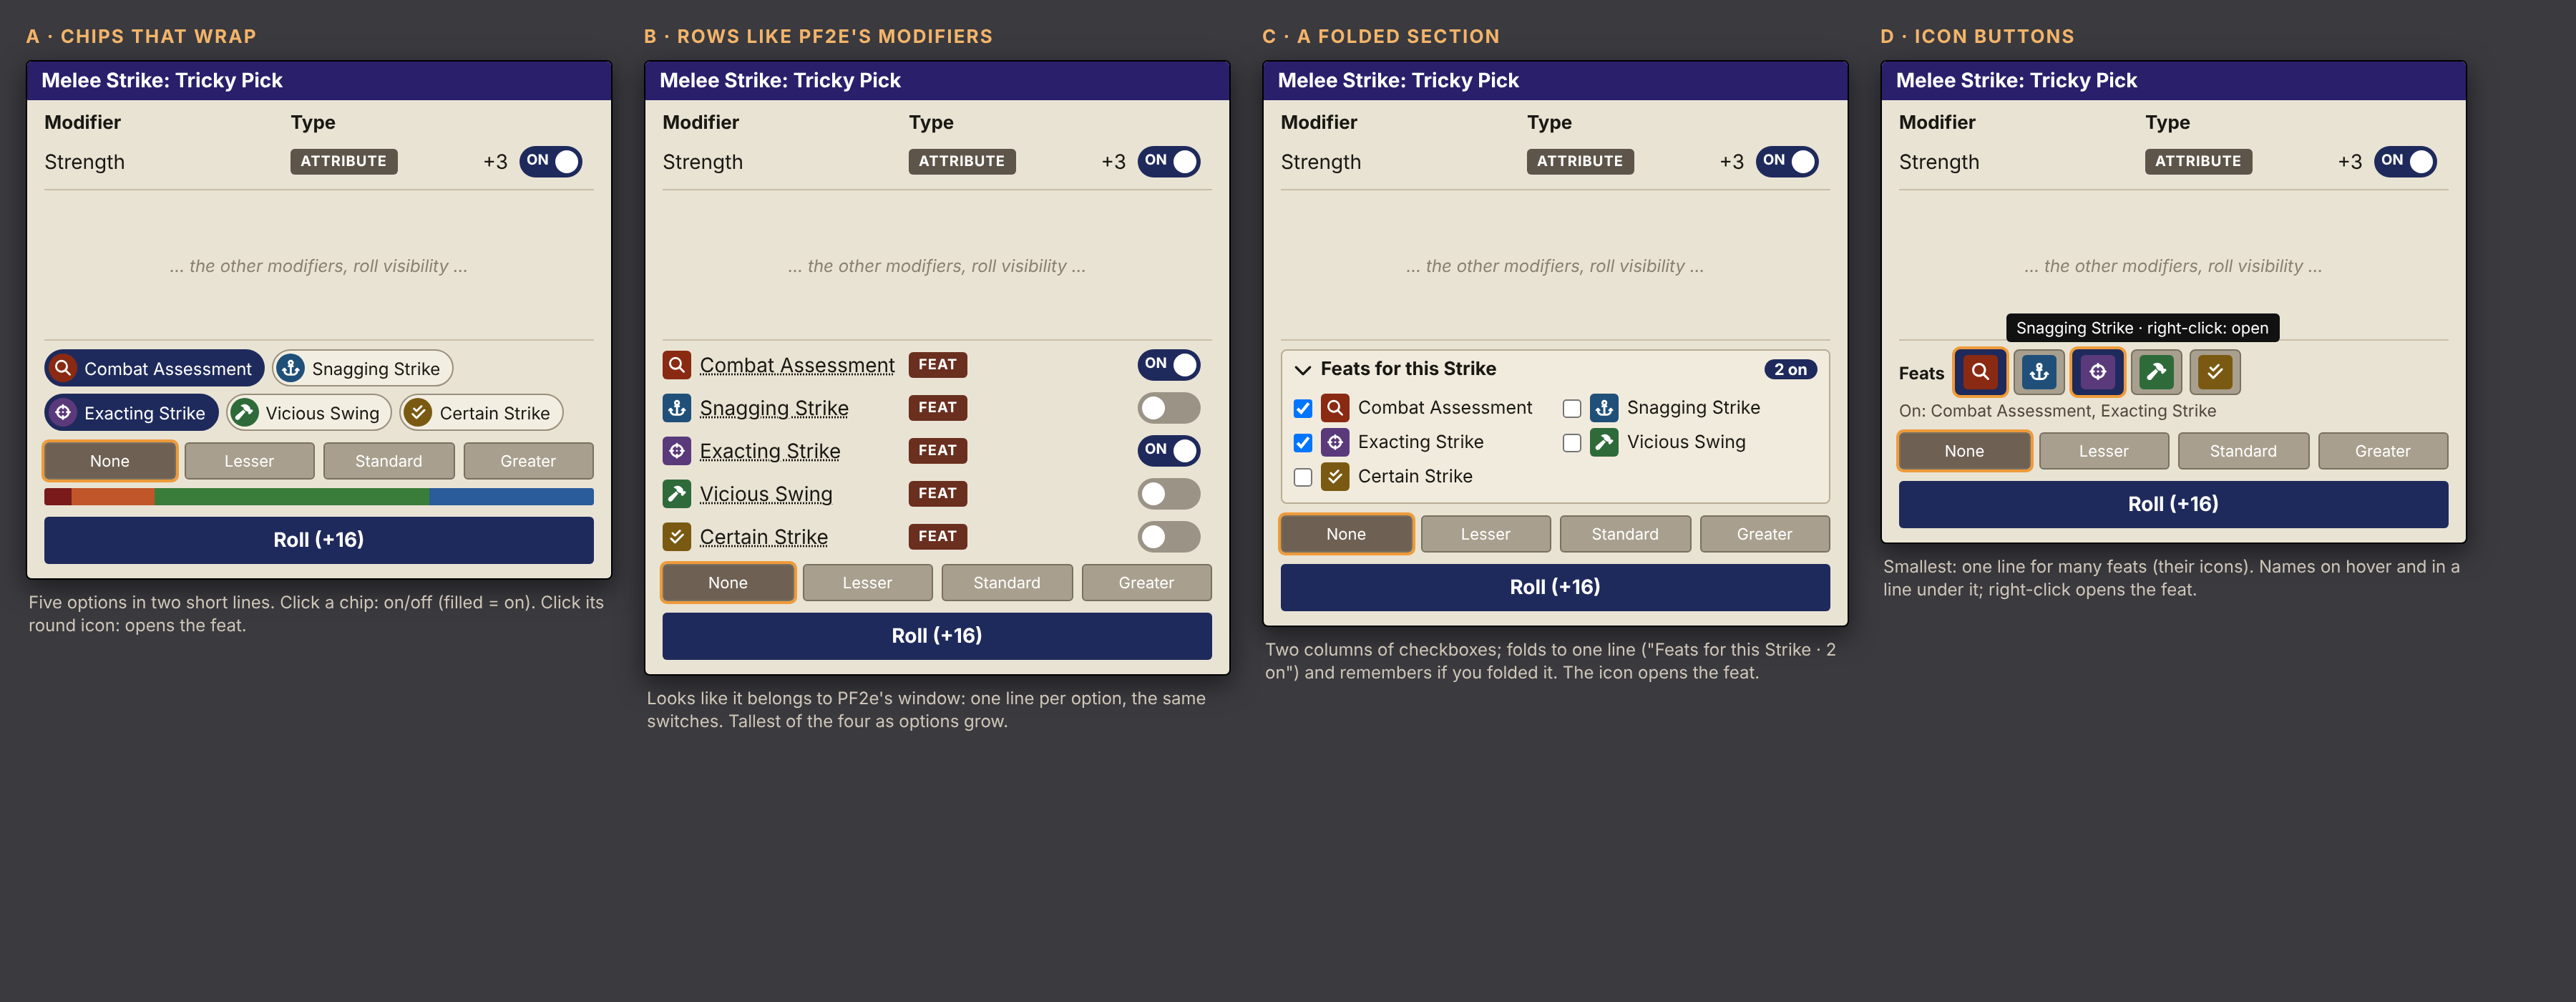 A · CHIPS THAT WRAP
Melee Strike: Tricky Pick
Modifier Type
Strength ATTRIBUTE +3 ON
... the other modifiers, roll visibility ...
Combat Assessment Snagging Strike
Exacting Strike Vicious Swing Certain Strike
None Lesser Standard Greater
Roll (+16)
Five options in two short lines. Click a chip: on/off (filled = on). Click its
round icon: opens the feat.
B · ROWS LIKE PF2E'S MODIFIERS
Melee Strike: Tricky Pick
Modifier Type
Strength ATTRIBUTE +3 ON
... the other modifiers, roll visibility ...
Combat Assessment FEAT ON
Snagging Strike FEAT
Exacting Strike FEAT ON
Vicious Swing FEAT
Certain Strike FEAT
None Lesser Standard Greater
Roll (+16)
Looks like it belongs to PF2e's window: one line per option, the same
switches. Tallest of the four as options grow.
C · A FOLDED SECTION
Melee Strike: Tricky Pick
Modifier Type
Strength ATTRIBUTE +3 ON
... the other modifiers, roll visibility ...
Feats for this Strike 2 on
Combat Assessment Snagging Strike
Exacting Strike Vicious Swing
Certain Strike
None Lesser Standard Greater
Roll (+16)
Two columns of checkboxes; folds to one line ("Feats for this Strike · 2
on") and remembers if you folded it. The icon opens the feat.
D · ICON BUTTONS
Melee Strike: Tricky Pick
Modifier Type
Strength ATTRIBUTE +3 ON
... the other modifiers, roll visibility ...
Snagging Strike · right-click: open
Feats
On: Combat Assessment, Exacting Strike
None Lesser Standard Greater
Roll (+16)
Smallest: one line for many feats (their icons). Names on hover and in a
line under it; right-click opens the feat.